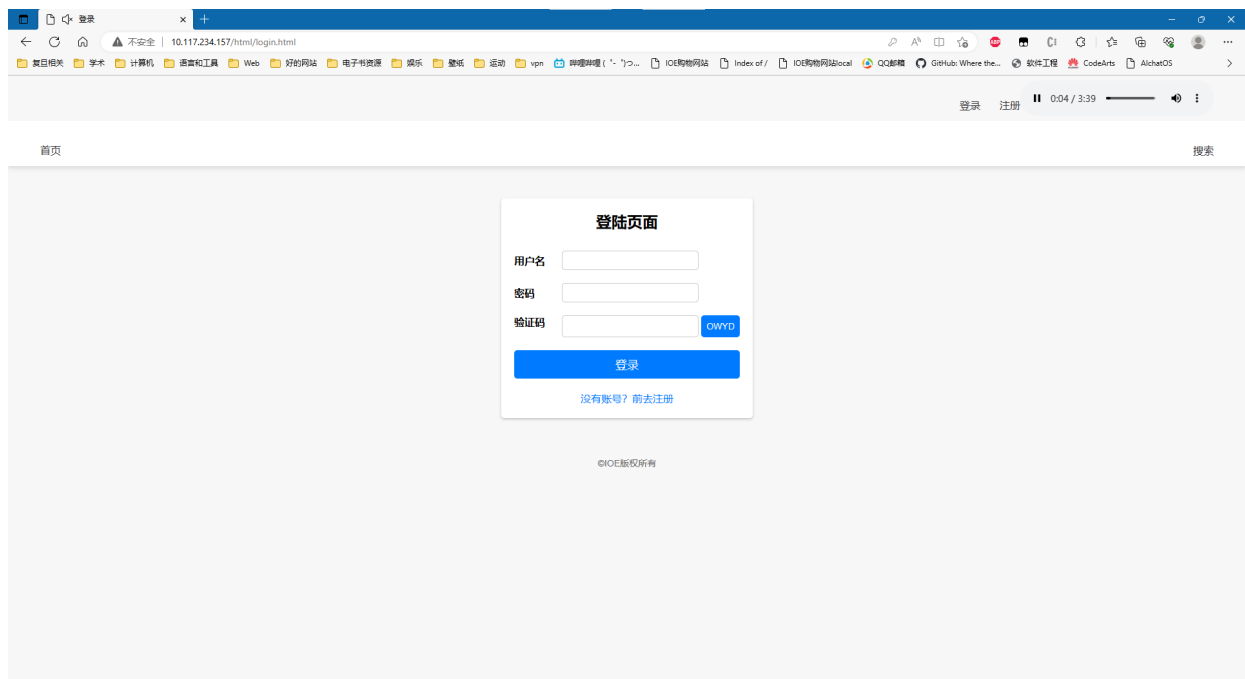 登录
不安全 | 10.117.234.157/html/login.html
复旦相关 学术 计算机 语言和工具 Web 好的网站 电子书资源 娱乐 壁纸 运动 vpn 哔哩哔哩 ( ゜- ゜)つ... IOE购物网站 Index of / IOE购物网站local QQ邮箱 GitHub: Where the... 软件工程 CodeArts AIchatOS
登录 注册 0:04 / 3:39
首页 搜索
登陆页面
用户名
密码
验证码 OWYD
登录
没有账号？前去注册
©IOE版权所有